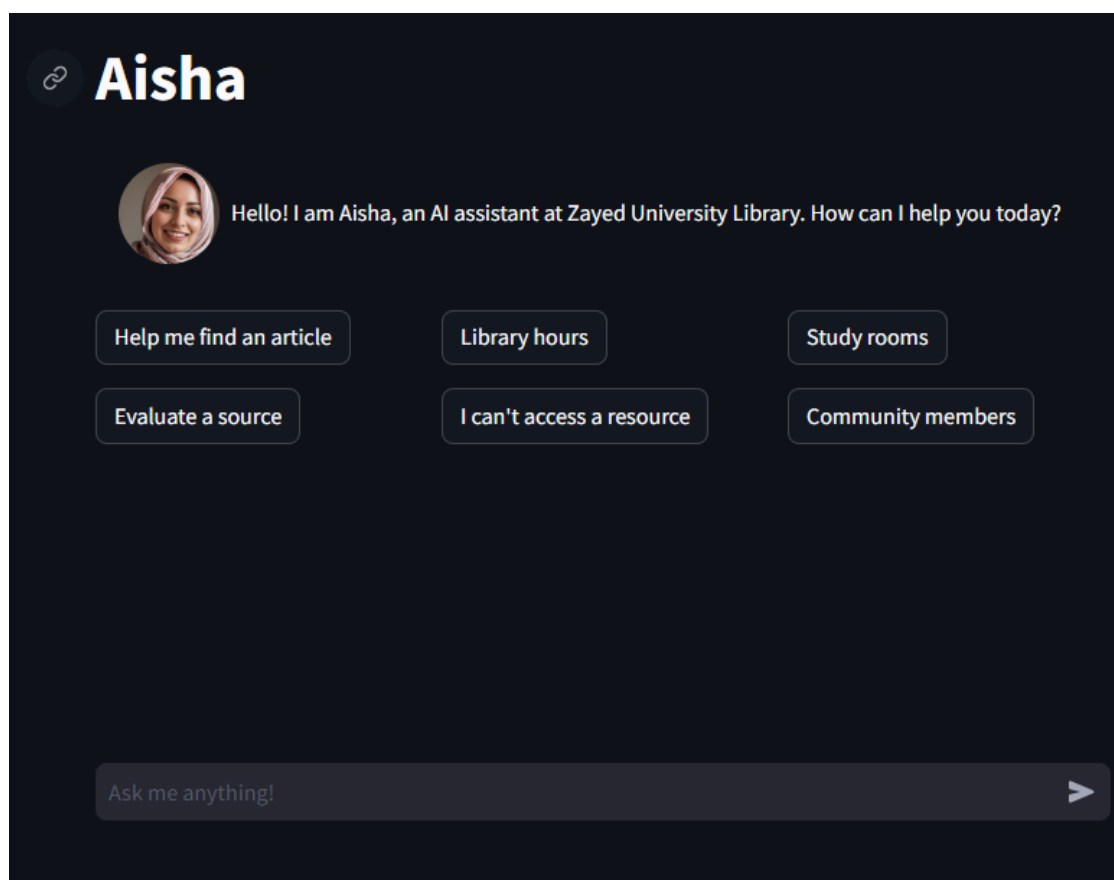 Aisha
Hello! I am Aisha, an AI assistant at Zayed University Library. How can I help you today?
Help me find an article
Library hours
Study rooms
Evaluate a source
I can't access a resource
Community members
Ask me anything!